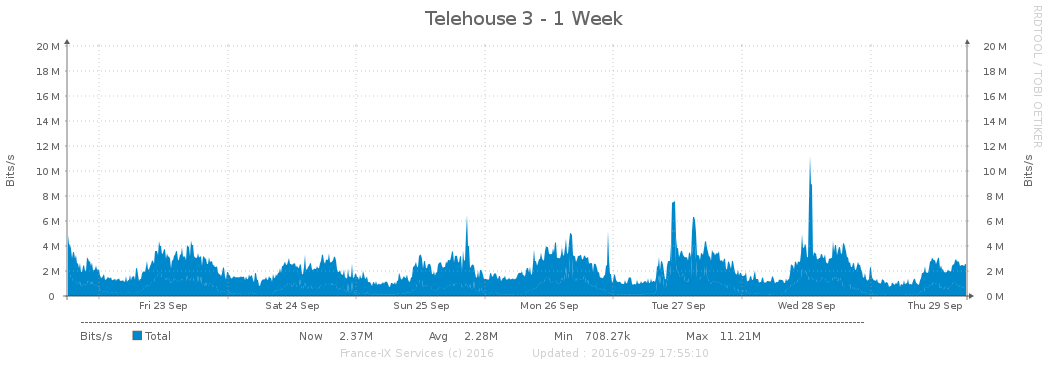 Telehouse 3 - 1 Week
RRDTOOL / TOBI OETIKER
Bits/s
Bits/s
20 M 20 M
18 M 18 M
16 M 16 M
14 M 14 M
12 M 12 M
10 M 10 M
8 M 8 M
6 M 6 M
4 M 4 M
2 M 2 M
0 0 M
Fri 23 Sep Sat 24 Sep Sun 25 Sep Mon 26 Sep Tue 27 Sep Wed 28 Sep Thu 29 Sep
Bits/s Total Now 2.37M Avg 2.28M Min 708.27k Max 11.21M
France-IX Services (c) 2016 Updated : 2016-09-29 17:55:10